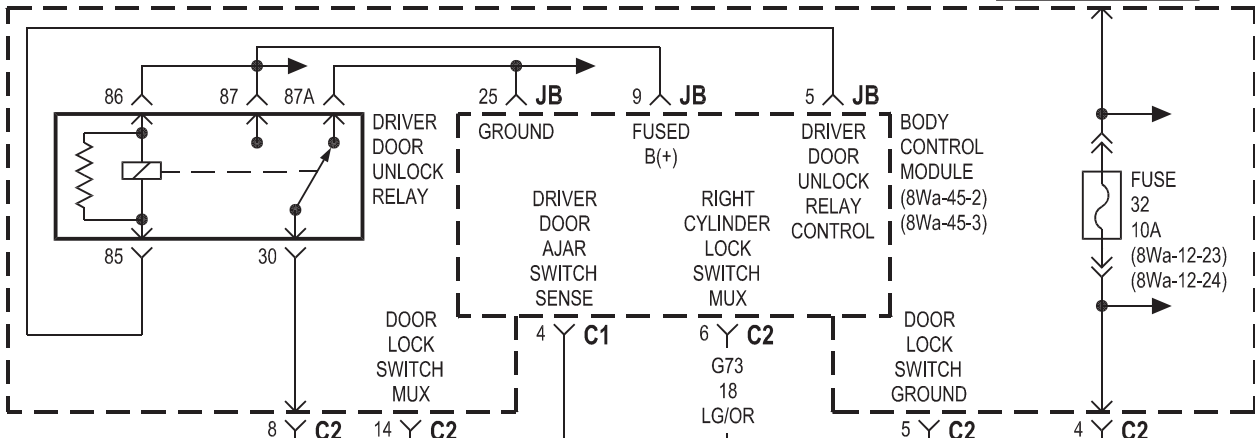 86
87
87A
25 JB
9 JB
5 JB
DRIVER
DOOR
UNLOCK
RELAY
GROUND
FUSED
B(+)
DRIVER
DOOR
UNLOCK
RELAY
CONTROL
BODY
CONTROL
MODULE
(8Wa-45-2)
(8Wa-45-3)
DRIVER
DOOR
AJAR
SWITCH
SENSE
RIGHT
CYLINDER
LOCK
SWITCH
MUX
FUSE
32
10A
(8Wa-12-23)
(8Wa-12-24)
85
30
DOOR
LOCK
SWITCH
MUX
4 C1
6 C2
G73
18
LG/OR
DOOR
LOCK
SWITCH
GROUND
8 C2
14 C2
5 C2
4 C2